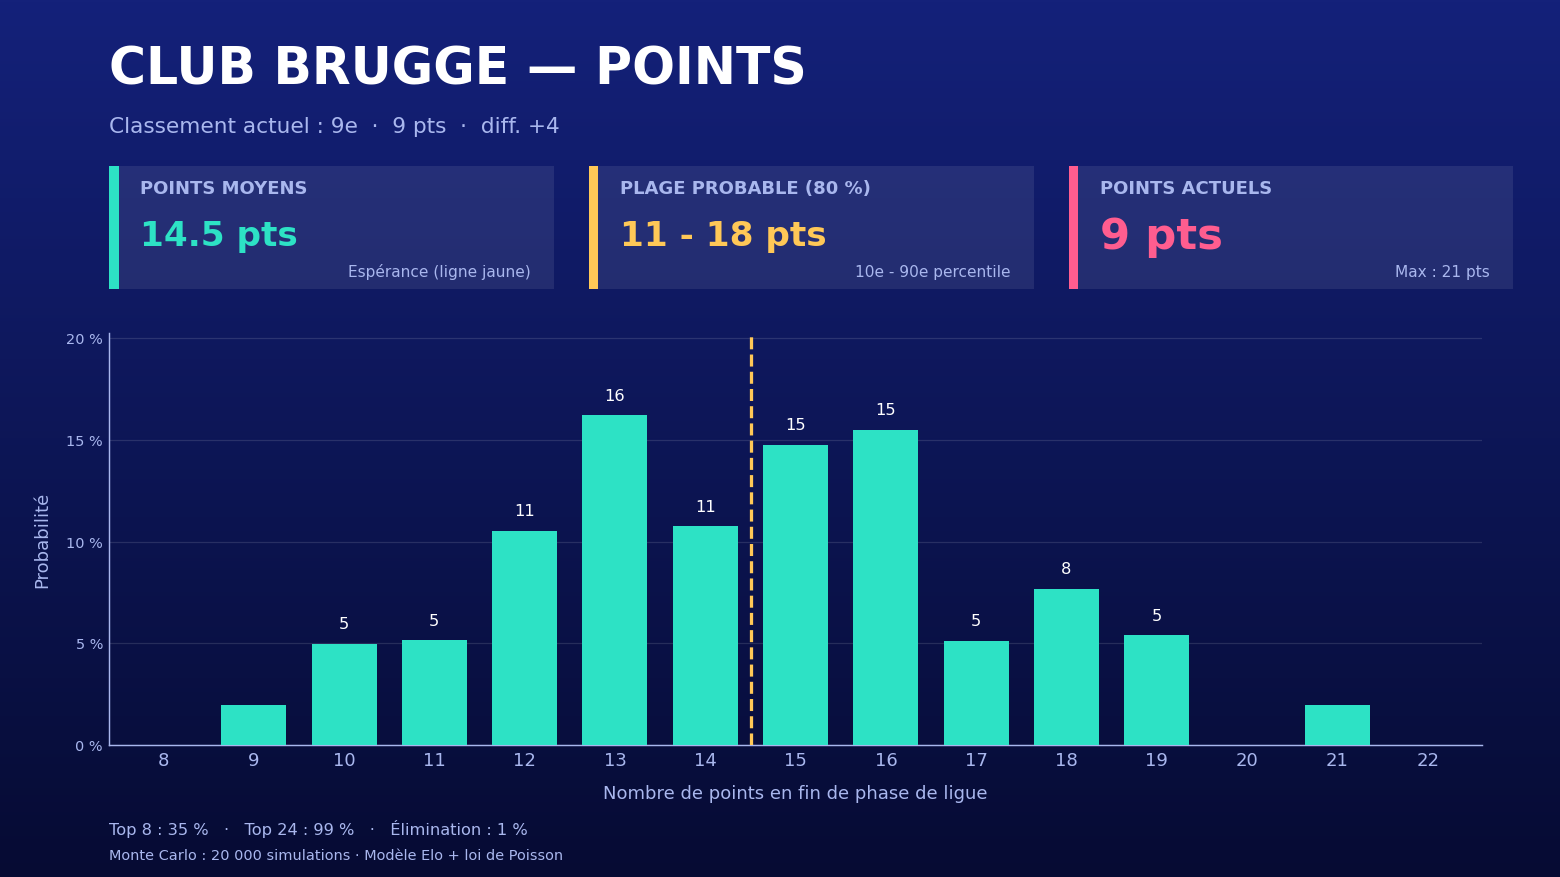 CLUB BRUGGE — POINTS
Classement actuel : 9e · 9 pts · diff. +4
POINTS MOYENS
14.5 pts
Espérance (ligne jaune)
PLAGE PROBABLE (80 %)
11 - 18 pts
10e - 90e percentile
POINTS ACTUELS
9 pts
Max : 21 pts
Probabilité
20 %
15 %
10 %
5 %
0 %
5
5
11
16
11
15
15
5
8
5
8 9 10 11 12 13 14 15 16 17 18 19 20 21 22
Nombre de points en fin de phase de ligue
Top 8 : 35 % · Top 24 : 99 % · Élimination : 1 %
Monte Carlo : 20 000 simulations · Modèle Elo + loi de Poisson